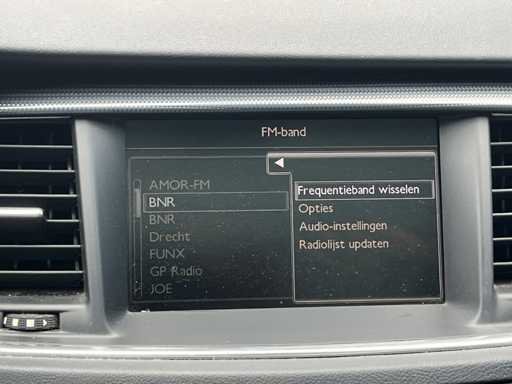 FM-band
AMOR-FM
BNR
BNR
Drecht
FUNX
GP Radio
JOE
Frequentieband wisselen
Opties
Audio-instellingen
Radiolijst updaten